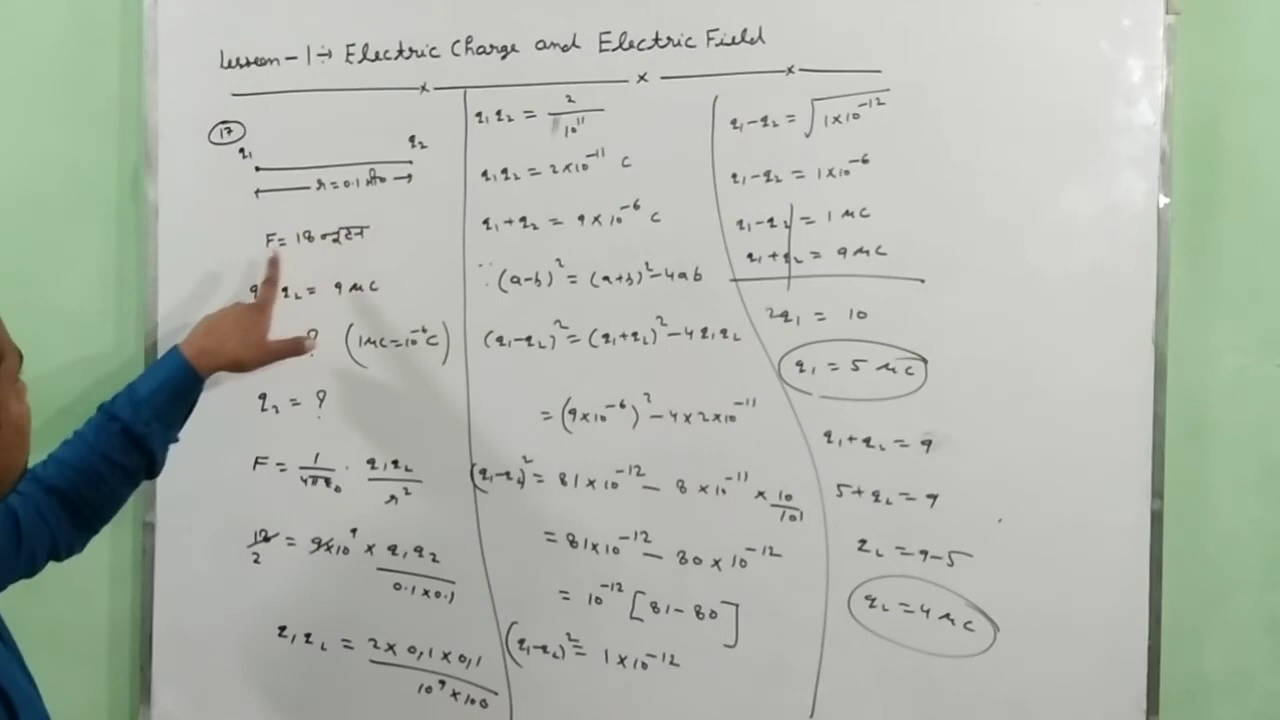 Lesson-1:→ Electric Charge and Electric Field
17
q₁ q₂
r=0.1 मी०
F= 18 न्यूटन
q₂ = 9 μC
? (1μC=10⁻⁶C)
q₂ = ?
F = 1/4πε₀ · q₁q₂/r²
18/2 = 9×10⁹ × q₁q₂/0.1×0.1
q₁q₂ = 2×0.1×0.1/10⁹×100
q₁q₂ = 2/10¹¹
q₁q₂ = 2×10⁻¹¹ C
q₁+q₂ = 9×10⁻⁶ C
∵(a-b)² = (a+b)²-4ab
(q₁-q₂)² = (q₁+q₂)²-4q₁q₂
= (9×10⁻⁶)²-4×2×10⁻¹¹
(q₁-q₂)² = 81×10⁻¹² - 8×10⁻¹¹ × 10/10
= 81×10⁻¹² - 80×10⁻¹²
= 10⁻¹² [81-80]
(q₁-q₂)² = 1×10⁻¹²
q₁-q₂ = √1×10⁻¹²
q₁-q₂ = 1×10⁻⁶
q₁-q₂ = 1 μC
q₁+q₂ = 9 μC
2q₁ = 10
q₁ = 5 μC
q₁+q₂ = 9
5+q₂ = 9
q₂ = 9-5
q₂ = 4 μC